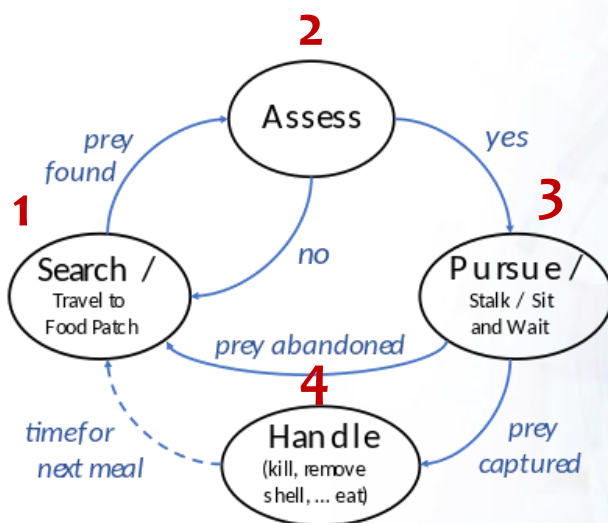 2
Assess
prey
found
yes
1
3
no
Search /
Travel to
Food Patch
Pursue /
Stalk / Sit
and Wait
prey abandoned
4
Handle
(kill, remove
shell, ... eat)
timefor
next meal
prey
captured